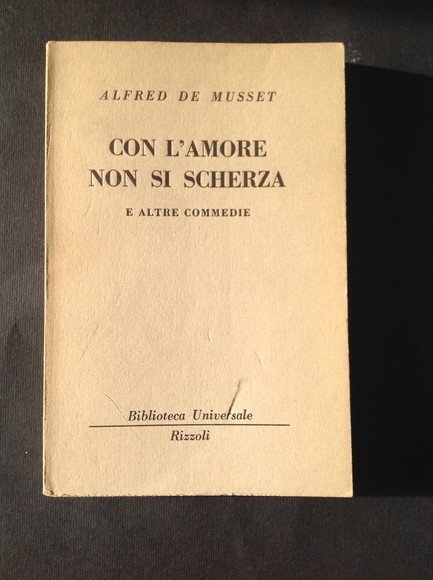 ALFRED DE MUSSET
CON L'AMORE
NON SI SCHERZA
E ALTRE COMMEDIE
Biblioteca Universale
Rizzoli